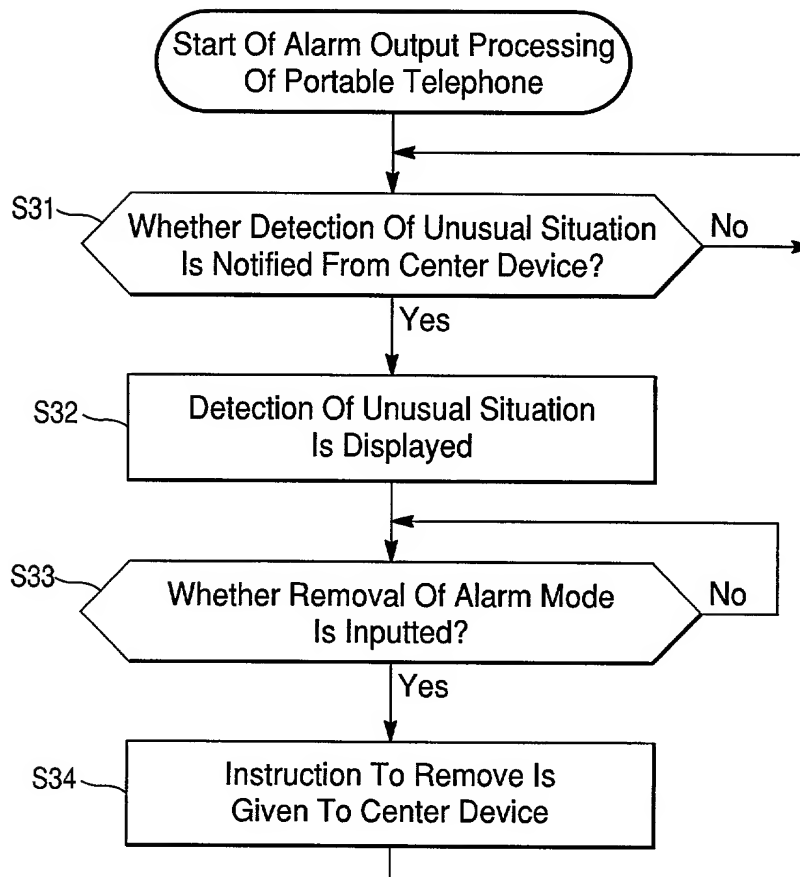 Start Of Alarm Output Processing
Of Portable Telephone
S31
Whether Detection Of Unusual Situation
Is Notified From Center Device?
No
Yes
S32
Detection Of Unusual Situation
Is Displayed
S33
Whether Removal Of Alarm Mode
Is Inputted?
No
Yes
S34
Instruction To Remove Is
Given To Center Device